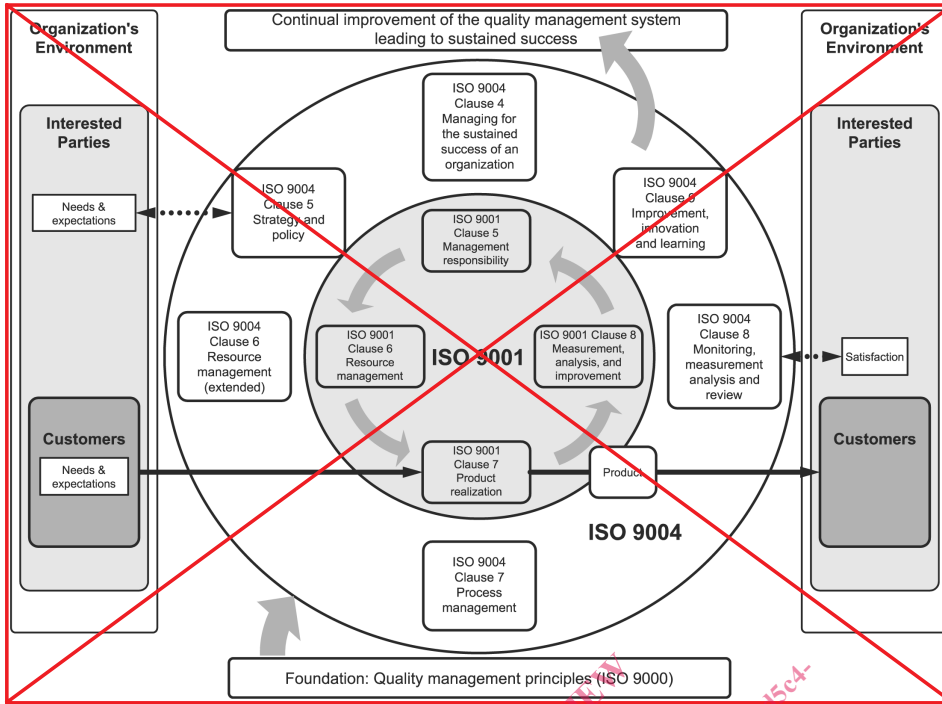 Continual improvement of the quality management system
leading to sustained success
Organization's
Environment
Interested
Parties
Needs &
expectations
Customers
Needs &
expectations
ISO 9004
Clause 4
Managing for
the sustained
success of an
organization
ISO 9004
Clause 5
Strategy and
policy
ISO 9004
Clause 9
Improvement,
innovation
and learning
ISO 9001
Clause 5
Management
responsibility
ISO 9004
Clause 6
Resource
management
(extended)
ISO 9001
Clause 6
Resource
management
ISO 9001
ISO 9001 Clause 8
Measurement,
analysis, and
improvement
ISO 9004
Clause 8
Monitoring,
measurement
analysis and
review
ISO 9001
Clause 7
Product
realization
Product
ISO 9004
ISO 9004
Clause 7
Process
management
Organization's
Environment
Interested
Parties
Satisfaction
Customers
Foundation: Quality management principles (ISO 9000)